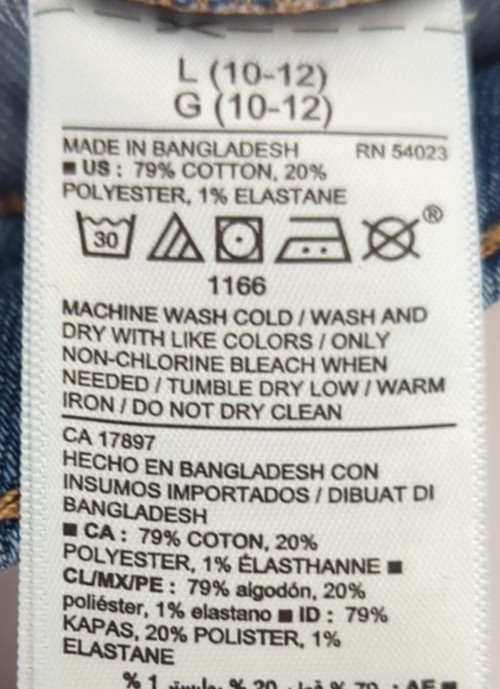 L (10-12)
G (10-12)
MADE IN BANGLADESH RN 54023
■ US : 79% COTTON, 20%
POLYESTER, 1% ELASTANE
30
®
1166
MACHINE WASH COLD / WASH AND
DRY WITH LIKE COLORS / ONLY
NON-CHLORINE BLEACH WHEN
NEEDED / TUMBLE DRY LOW / WARM
IRON / DO NOT DRY CLEAN
CA 17897
HECHO EN BANGLADESH CON
INSUMOS IMPORTADOS / DIBUAT DI
BANGLADESH
■ CA : 79% COTON, 20%
POLYESTER, 1% ÉLASTHANNE ■
CL/MX/PE : 79% algodón, 20%
poliéster, 1% elastano ■ ID : 79%
KAPAS, 20% POLISTER, 1%
ELASTANE